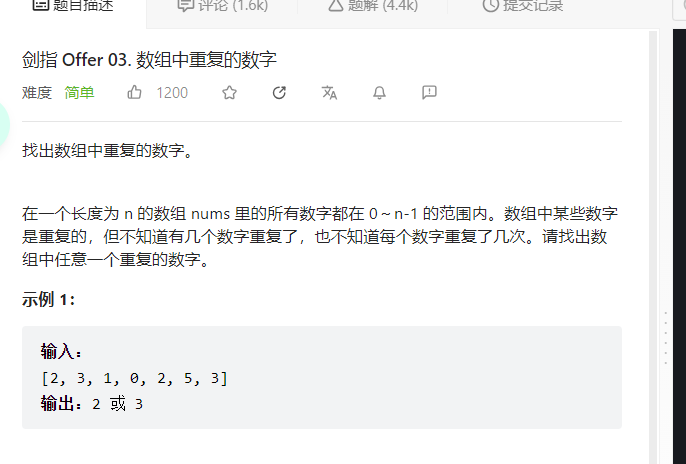 题目描述 评论 (1.6k) 题解 (4.4k) 提交记录
剑指 Offer 03. 数组中重复的数字
难度 简单 1200
找出数组中重复的数字。
在一个长度为 n 的数组 nums 里的所有数字都在 0~n-1 的范围内。数组中某些数字
是重复的，但不知道有几个数字重复了，也不知道每个数字重复了几次。请找出数
组中任意一个重复的数字。
示例 1：
输入：
[2, 3, 1, 0, 2, 5, 3]
输出：2 或 3